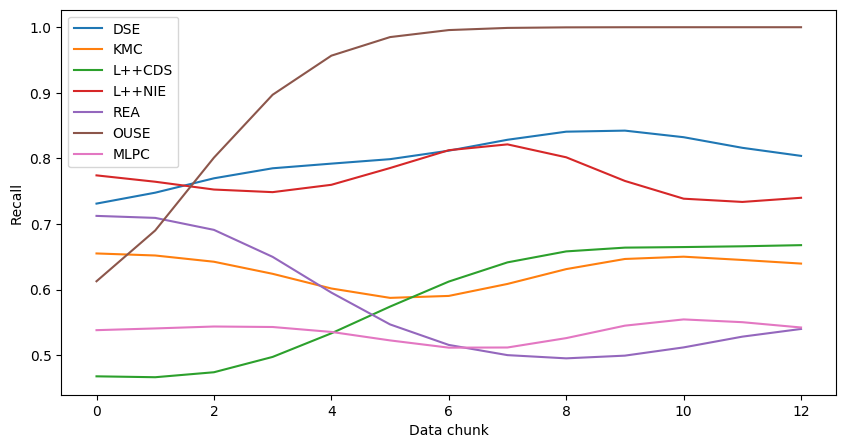 DSE
KMC
L++CDS
L++NIE
REA
OUSE
MLPC
1.0
0.9
0.8
0.7
0.6
0.5
Recall
0 2 4 6 8 10 12
Data chunk